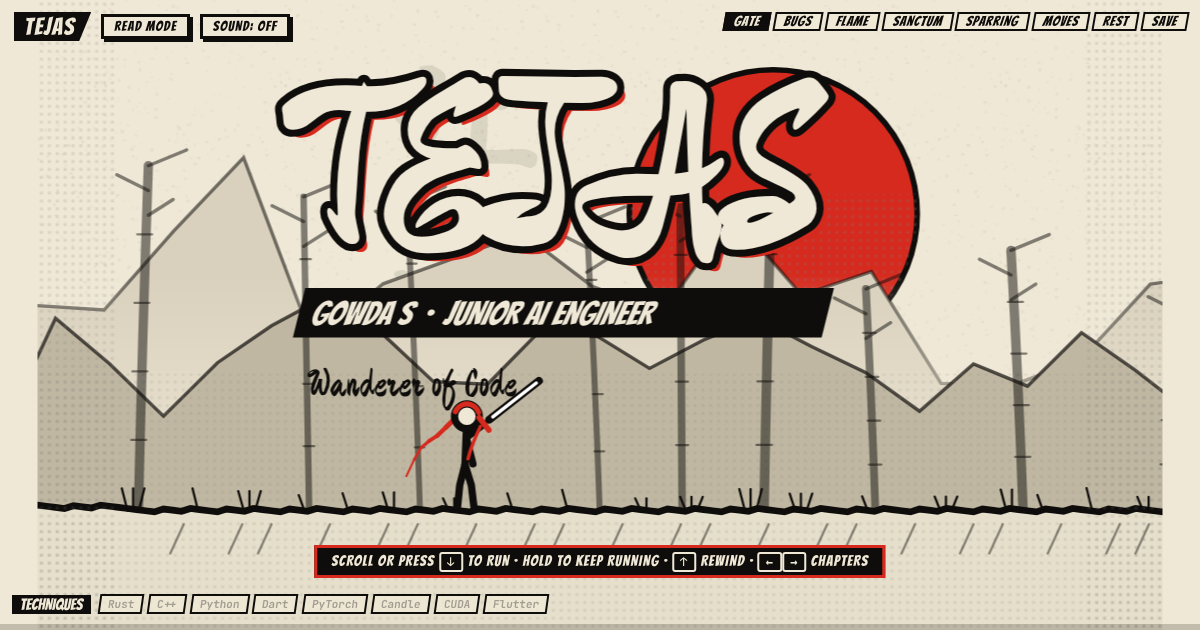 TEJAS
READ MODE
SOUND: OFF
GATE
BUGS
FLAME
SANCTUM
SPARRING
MOVES
REST
SAVE
TEJAS
GOWDA S · JUNIOR AI ENGINEER
Wanderer of Code
SCROLL OR PRESS ↓ TO RUN · HOLD TO KEEP RUNNING · ↑ REWIND · ← → CHAPTERS
TECHNIQUES
Rust
C++
Python
Dart
PyTorch
Candle
CUDA
Flutter